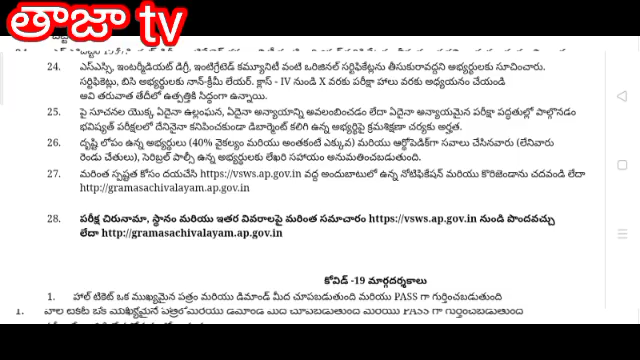 తాజా tv
24. ఎస్ఎస్సి, ఇంటర్మీడియట్ డిగ్రీ, ఇంటిగ్రేటెడ్ కమ్యూనిటీ వంటి ఒరిజినల్ సర్టిఫికేట్లను తీసుకురావద్దని అభ్యర్థులకు సూచించారు.
సర్టిఫికెట్లు, బిసి అభ్యర్థులకు నాన్-క్రీమీ లేయర్. క్లాస్ - IV నుండి X వరకు పరీక్షా హాలు వరకు అధ్యయనం చేయండి
అవి తరువాత తేదీలో ఉత్పత్తికి సిద్ధంగా ఉన్నాయి.
25. పై సూచనల యొక్క ఏదైనా ఉల్లంఘన, ఏదైనా అన్యాయాన్ని అవలంబించడం లేదా ఏదైనా అన్యాయమైన పరీక్షా పద్ధతుల్లో పాల్గొనడం
భవిష్యత్ పరీక్షలలో దేనినైనా కనిపించకుండా డిబార్మెంట్ కలిగి ఉన్న అభ్యర్థిపై క్రమశిక్షణా చర్యకు అర్హత.
26. దృష్టి లోపం ఉన్న అభ్యర్థులు (40% వైకల్యం మరియు అంతకంటే ఎక్కువ) మరియు ఆర్థోపెడిక్‌గా సవాలు చేసినవారు (లేనివారు
రెండు చేతులు), సెరిబ్రల్ పాల్సీ ఉన్న అభ్యర్థులకు లేఖరి సహాయం అనుమతించబడుతుంది.
27. మరింత స్పష్టత కోసం దయచేసి https://vsws.ap.gov.in వద్ద అందుబాటులో ఉన్న నోటిఫికేషన్ మరియు కొరిజెండాను చదవండి లేదా
http://gramasachivalayam.ap.gov.in
28. పరీక్ష చిరునామా, స్థానం మరియు ఇతర వివరాలపై మరింత సమాచారం https://vsws.ap.gov.in నుండి పొందవచ్చు
లేదా http://gramasachivalayam.ap.gov.in
కోవిడ్ -19 మార్గదర్శకాలు
1. హాల్ టికెట్ ఒక ముఖ్యమైన పత్రం మరియు డిమాండ్ మీద చూపబడుతుంది మరియు PASS గా గుర్తించబడుతుంది